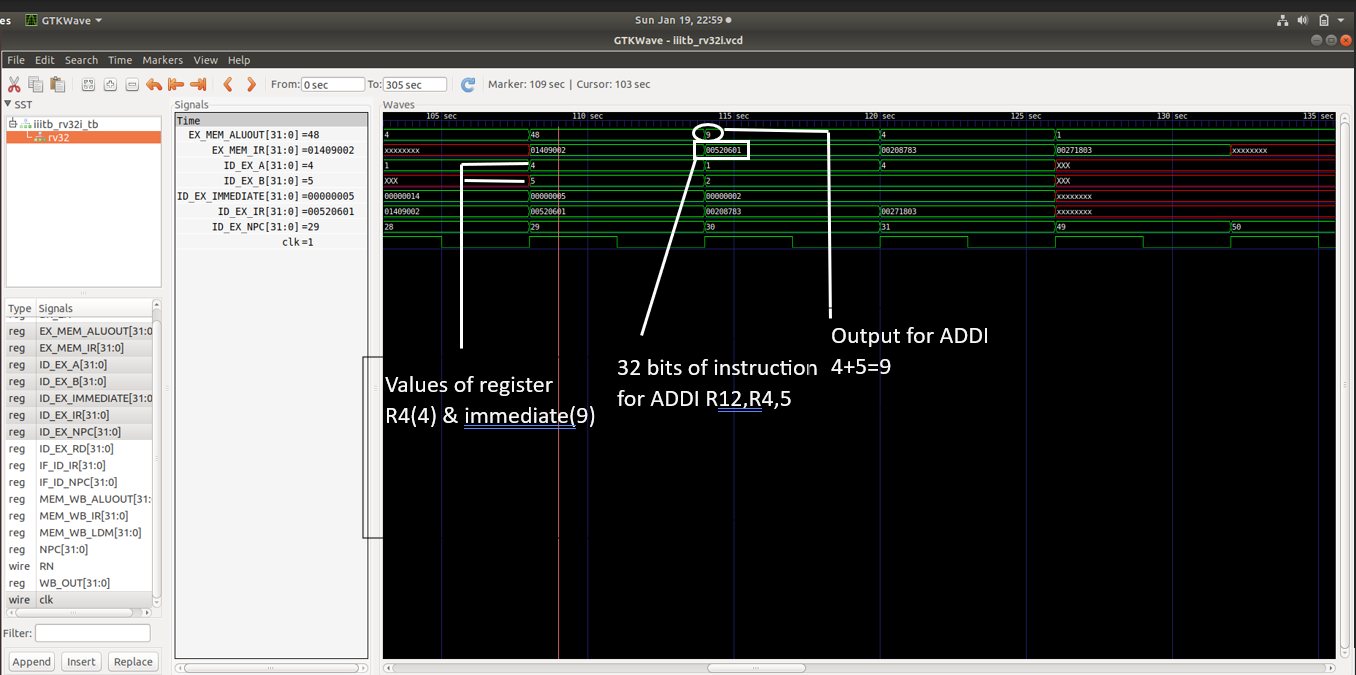 es GTKWave Sun Jan 19, 22:59
GTKWave - iiitb_rv32i.vcd
File Edit Search Time Markers View Help
From: 0 sec To: 305 sec Marker: 109 sec | Cursor: 103 sec
SST
iiitb_rv32i_tb
rv32
Signals
Time
EX_MEM_ALUOUT[31:0] =48
EX_MEM_IR[31:0] =01409002
ID_EX_A[31:0] =4
ID_EX_B[31:0] =5
ID_EX_IMMEDIATE[31:0] =00000005
ID_EX_IR[31:0] =00520601
ID_EX_NPC[31:0] =29
clk =1
Waves
105 sec 110 sec 115 sec 120 sec 125 sec 130 sec 135 sec
4 48 9 4 1
xxxxxxxx 01409002 00520601 00208783 00271803 xxxxxxxx
1 4 1 4 XXX
XXX 5 2 XXX
00000014 00000005 00000002 xxxxxxxx
01409002 00520601 00208783 00271803 xxxxxxxx
28 29 30 31 49 50
Values of register
R4(4) & immediate(9)
32 bits of instruction
for ADDI R12,R4,5
Output for ADDI
4+5=9
Type Signals
reg EX_MEM_ALUOUT[31:0
reg EX_MEM_IR[31:0]
reg ID_EX_A[31:0]
reg ID_EX_B[31:0]
reg ID_EX_IMMEDIATE[31:0
reg ID_EX_IR[31:0]
reg ID_EX_NPC[31:0]
reg ID_EX_RD[31:0]
reg IF_ID_IR[31:0]
reg IF_ID_NPC[31:0]
reg MEM_WB_ALUOUT[31:
reg MEM_WB_IR[31:0]
reg MEM_WB_LDM[31:0]
reg NPC[31:0]
wire RN
reg WB_OUT[31:0]
wire clk
Filter:
Append Insert Replace